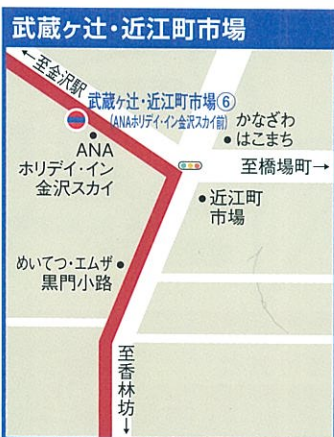 武蔵ヶ辻・近江町市場
←至金沢駅
武蔵ヶ辻・近江町市場⑥
(ANAホリデイ・イン金沢スカイ前)
かなざわ
はこまち
ANA
ホリデイ・イン
金沢スカイ
至橋場町→
近江町
市場
めいてつ・エムザ
黒門小路
至香林坊→